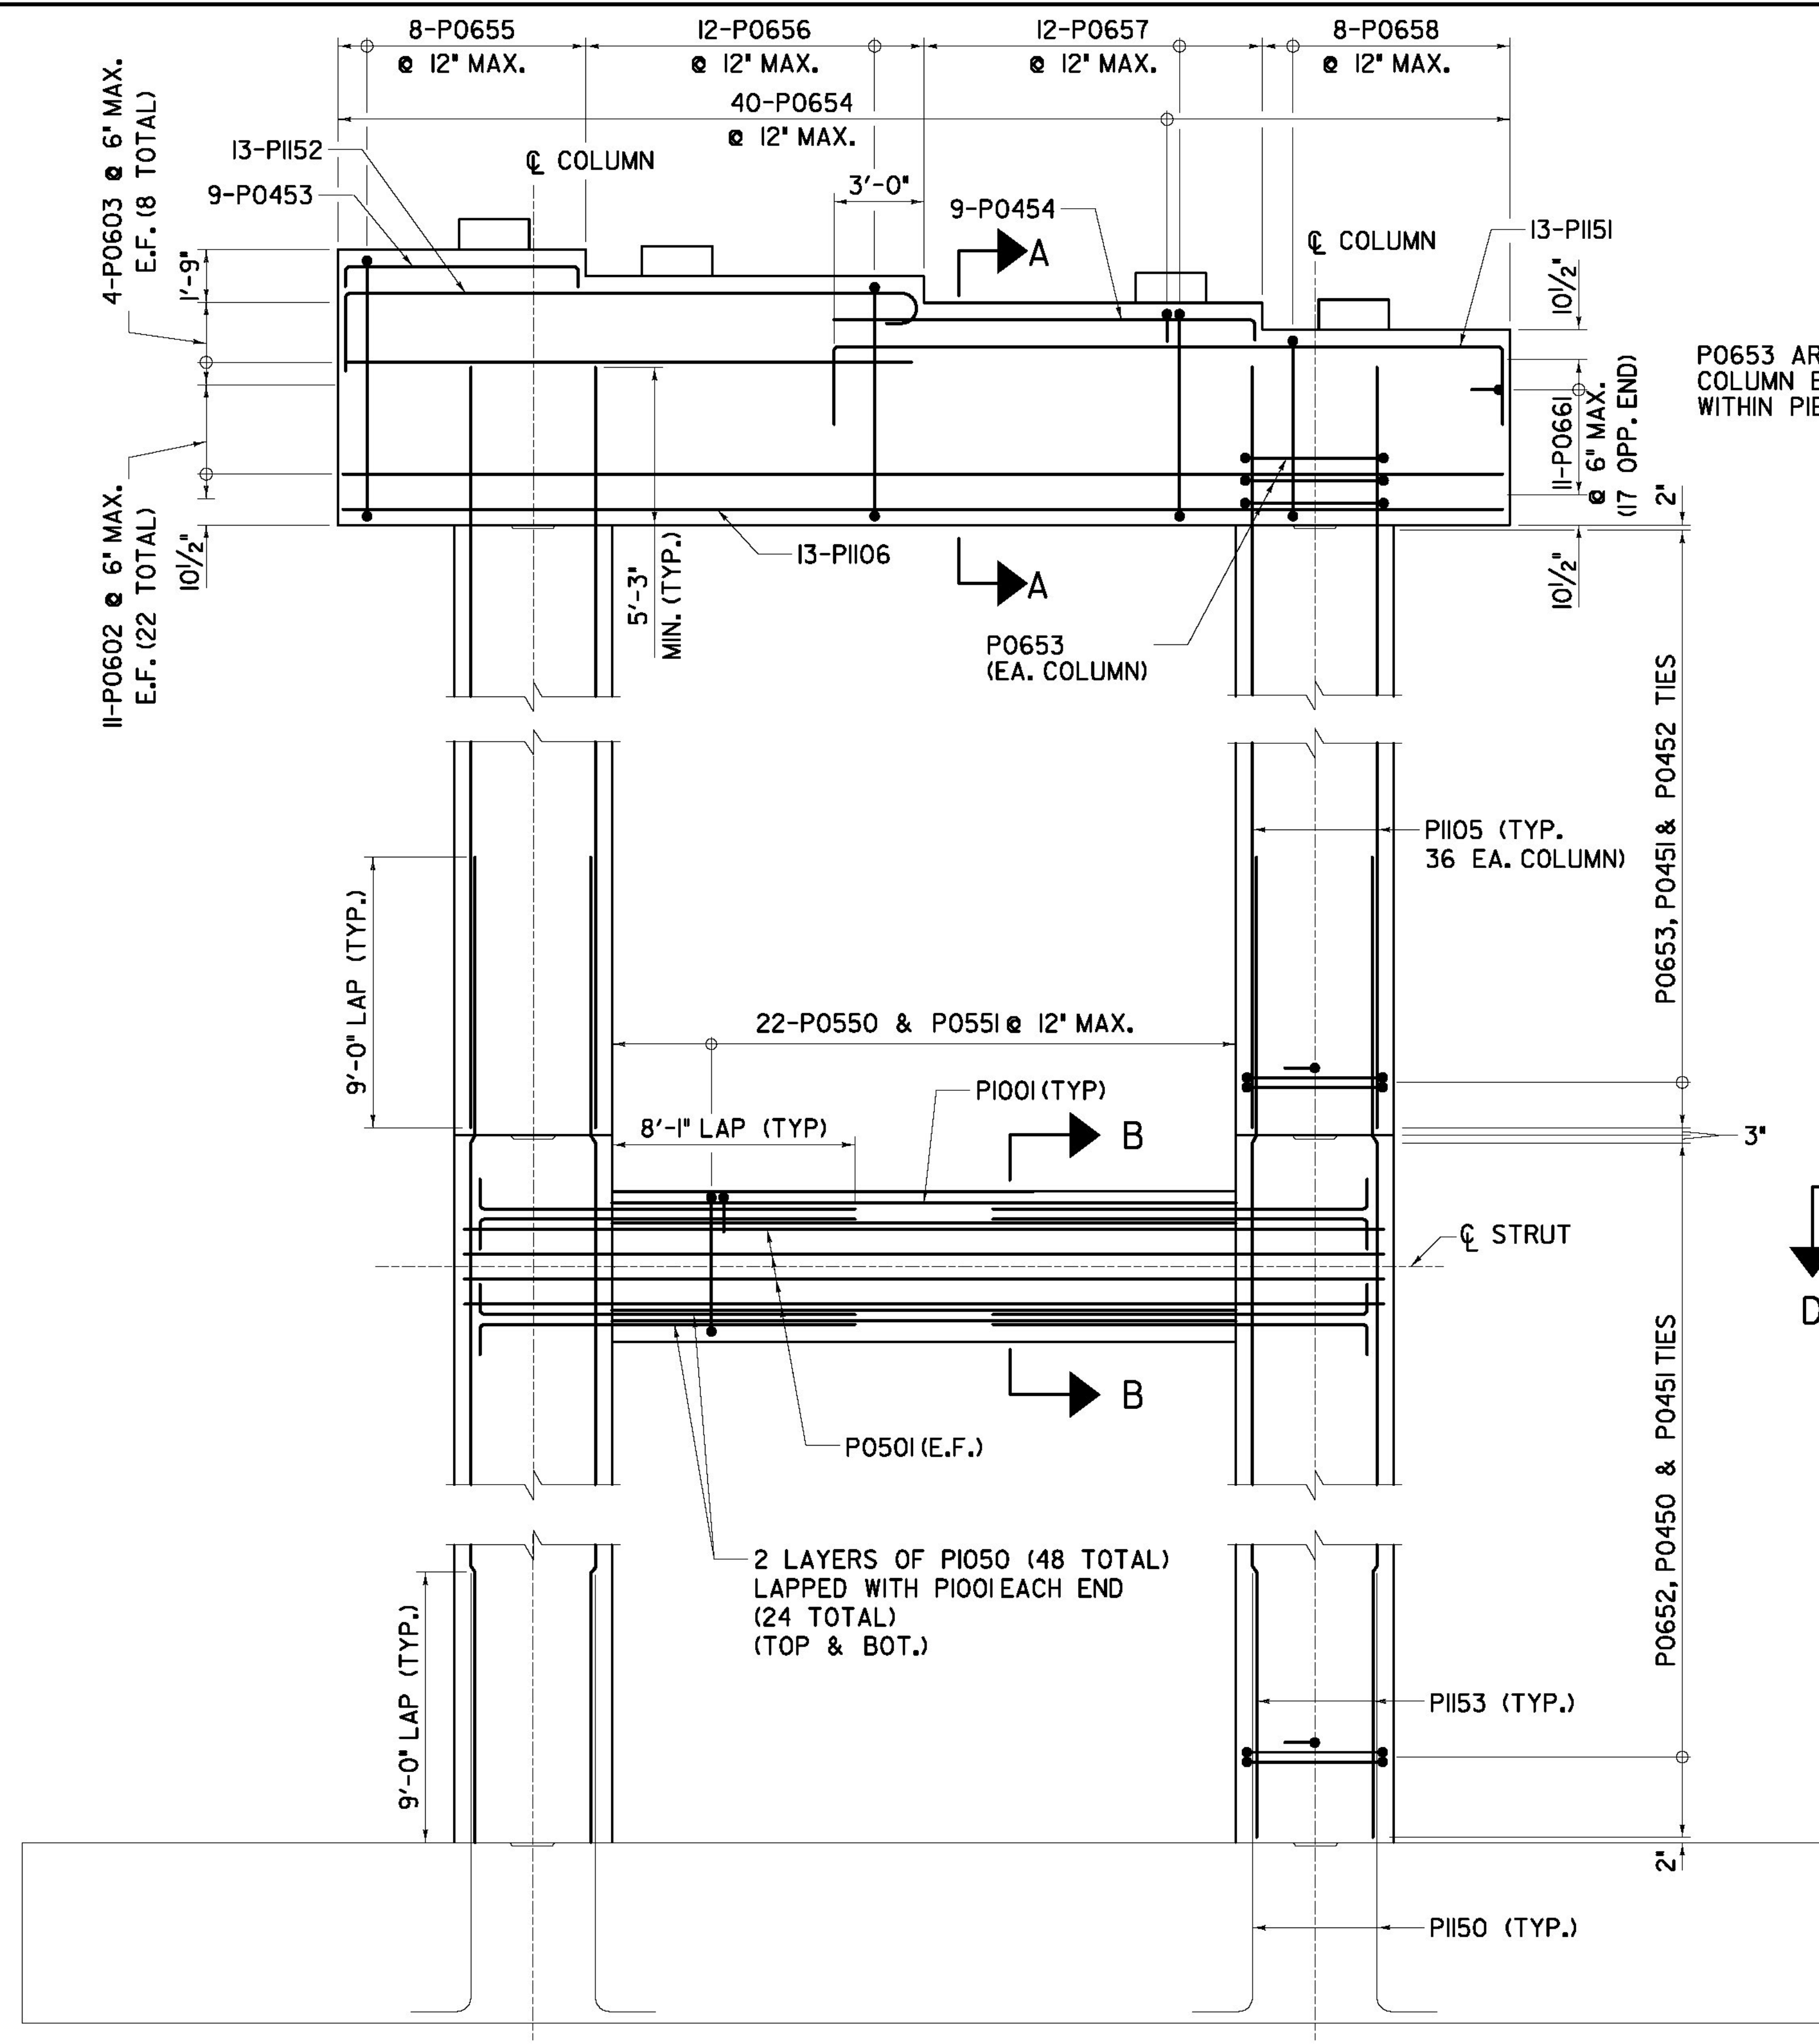 8-P0655
@ 12" MAX.
12-P0656
@ 12" MAX.
12-P0657
@ 12" MAX.
8-P0658
@ 12" MAX.
40-P0654
@ 12" MAX.
4-P0603 @ 6" MAX.
E.F. (8 TOTAL)
1'-9"
13-P1152
9-P0453
℄ COLUMN
3'-0"
9-P0454
A
℄ COLUMN
13-P1151
10½"
11-P0661
@ 6" MAX.
(17 OPP. END)
10½"
2"
P0653 AR
COLUMN E
WITHIN PIE
11-P0602 @ 6" MAX.
E.F. (22 TOTAL)
10½"
13-P1106
5'-3"
MIN. (TYP.)
A
P0653
(EA. COLUMN)
P0653, P0451 & P0452 TIES
P1105 (TYP.
36 EA. COLUMN)
9'-0" LAP (TYP.)
22-P0550 & P0551 @ 12" MAX.
P1001 (TYP)
8'-1" LAP (TYP)
B
3"
℄ STRUT
D
B
P0501 (E.F.)
P0652, P0450 & P0451 TIES
2 LAYERS OF P1050 (48 TOTAL)
LAPPED WITH P1001 EACH END
(24 TOTAL)
(TOP & BOT.)
9'-0" LAP (TYP.)
P1153 (TYP.)
2"
P1150 (TYP.)